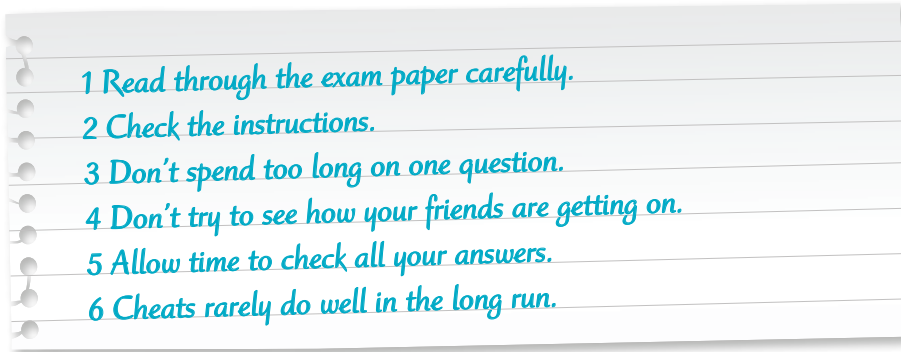 1 Read through the exam paper carefully.
2 Check the instructions.
3 Don't spend too long on one question.
4 Don't try to see how your friends are getting on.
5 Allow time to check all your answers.
6 Cheats rarely do well in the long run.